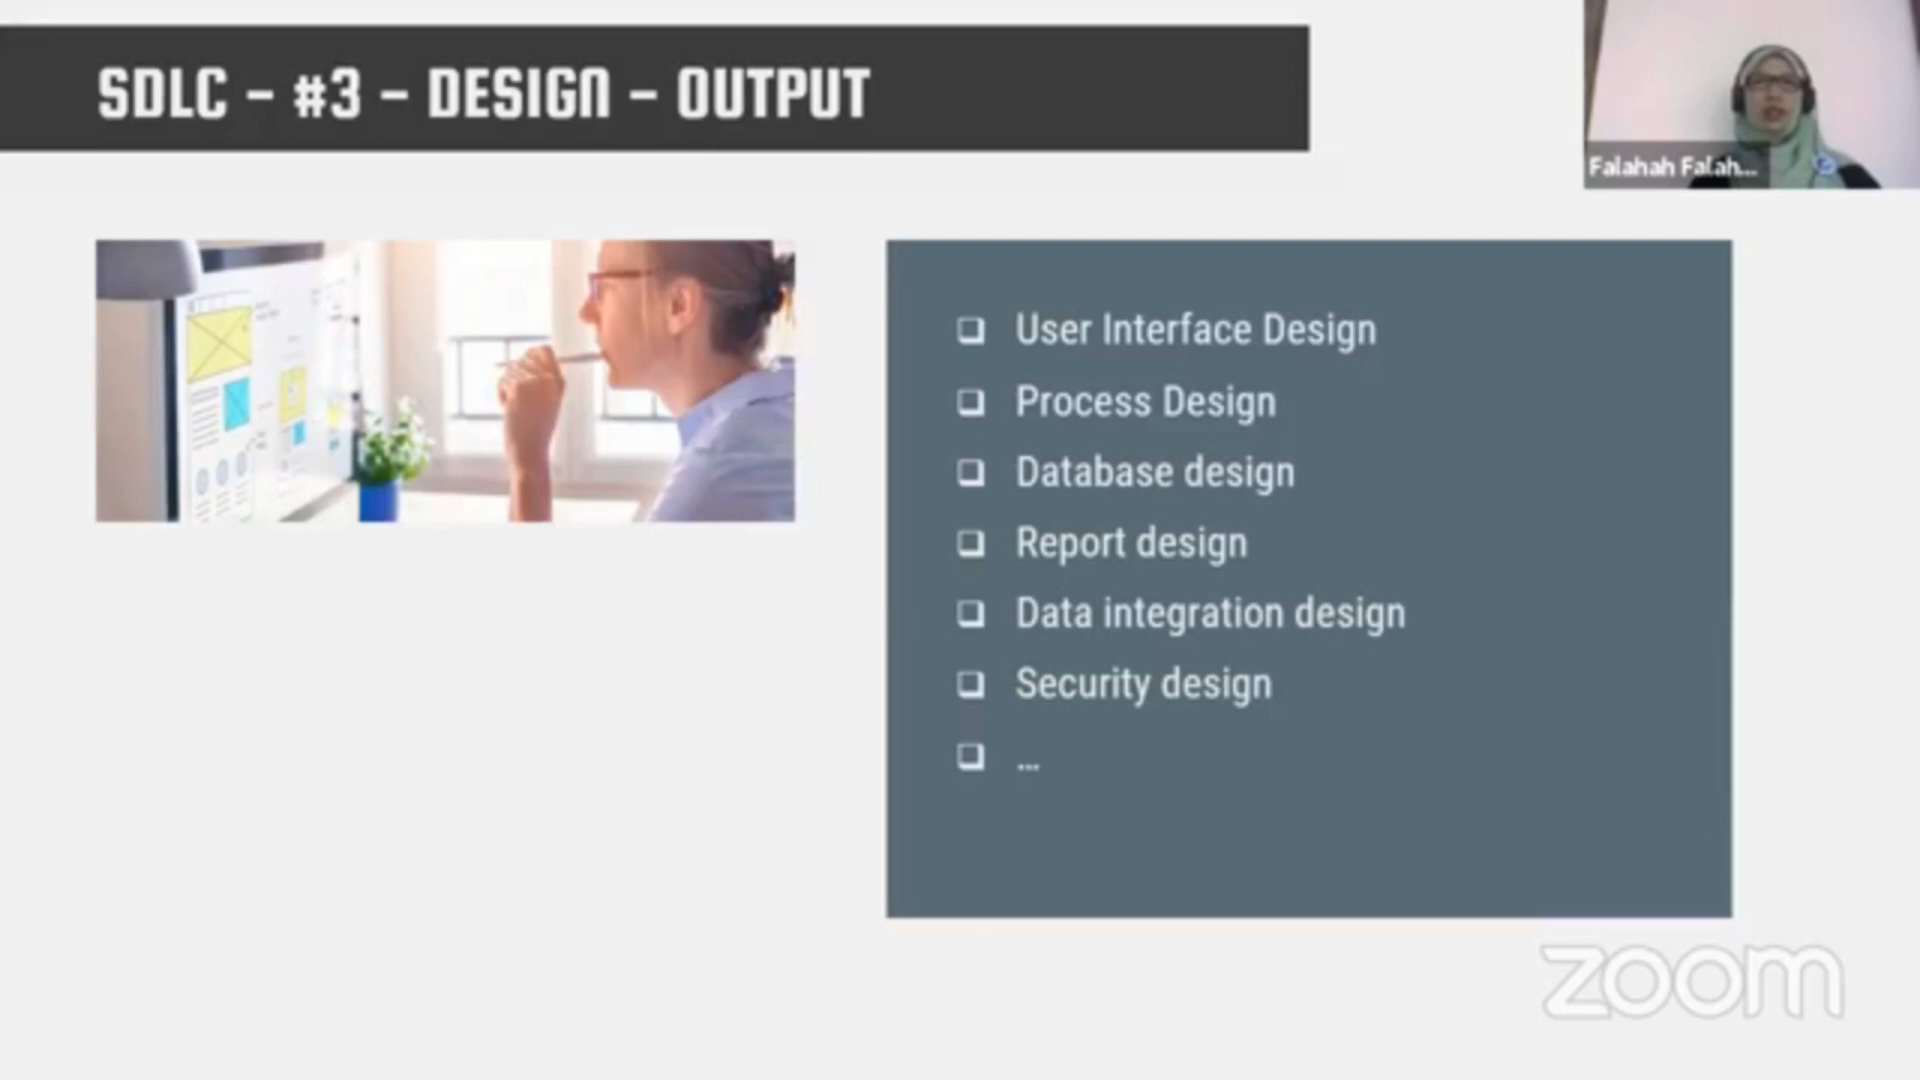 SDLC – #3 – DESIGN – OUTPUT
Falahah Falah...
❑ User Interface Design
❑ Process Design
❑ Database design
❑ Report design
❑ Data integration design
❑ Security design
❑ ...
zoom